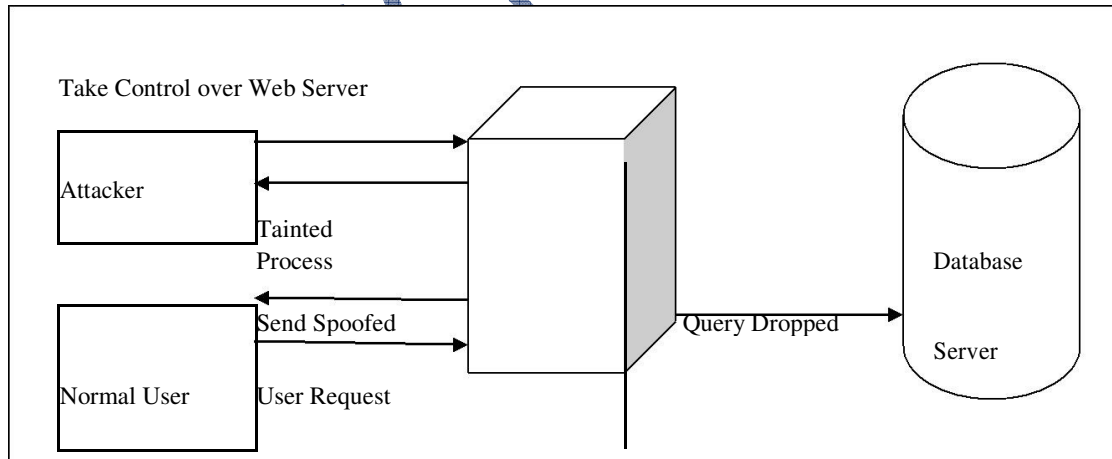 Take Control over Web Server
Attacker
Tainted
Process
Send Spoofed
Normal User
User Request
Query Dropped
Database
Server